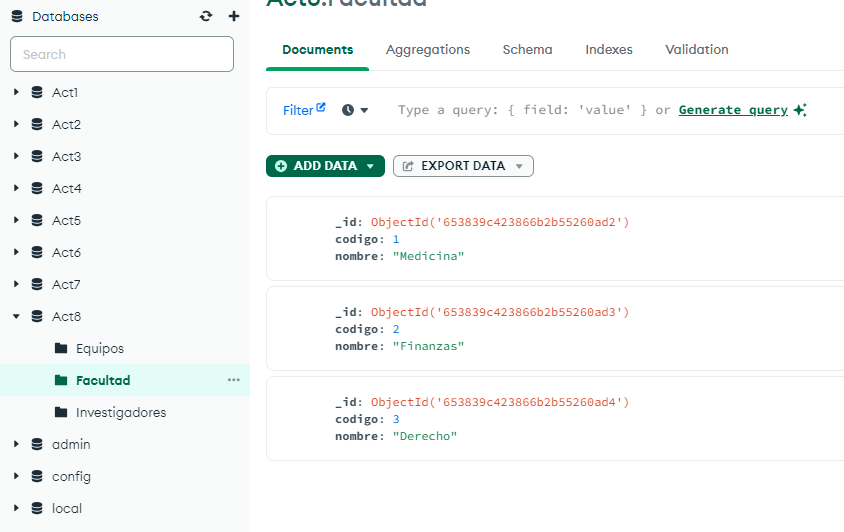 Databases
Search
Act1
Act2
Act3
Act4
Act5
Act6
Act7
Act8
Equipos
Facultad
Investigadores
admin
config
local
Act8.Facultad
Documents Aggregations Schema Indexes Validation
Filter Type a query: { field: 'value' } or Generate query
ADD DATA EXPORT DATA
_id: ObjectId('653839c423866b2b55260ad2')
codigo: 1
nombre: "Medicina"
_id: ObjectId('653839c423866b2b55260ad3')
codigo: 2
nombre: "Finanzas"
_id: ObjectId('653839c423866b2b55260ad4')
codigo: 3
nombre: "Derecho"